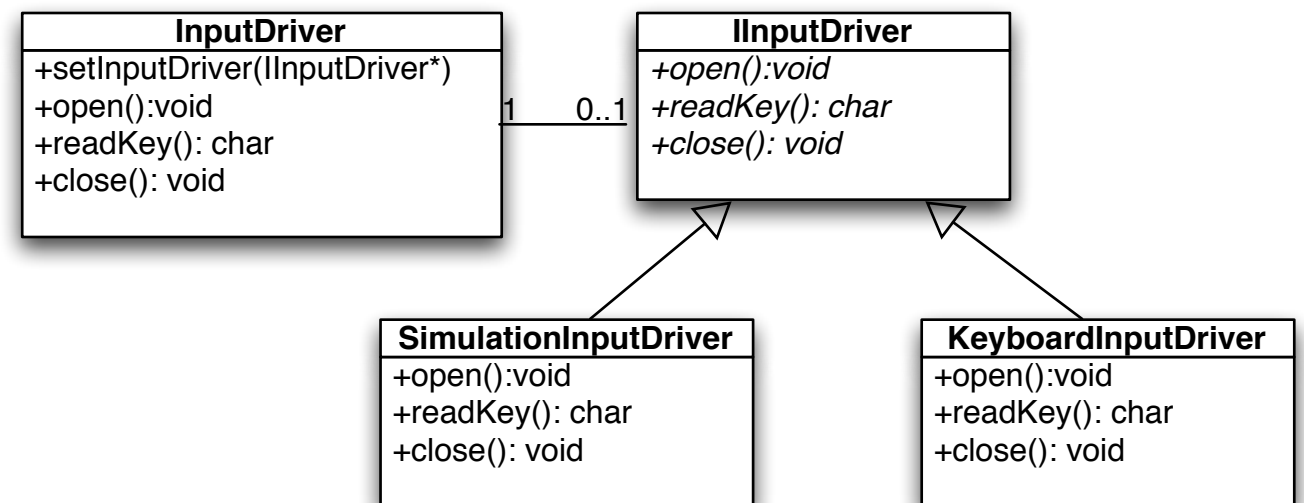 InputDriver
+setInputDriver(IInputDriver*)
+open():void
+readKey(): char
+close(): void
1 0..1
IInputDriver
+open():void
+readKey(): char
+close(): void
SimulationInputDriver
+open():void
+readKey(): char
+close(): void
KeyboardInputDriver
+open():void
+readKey(): char
+close(): void